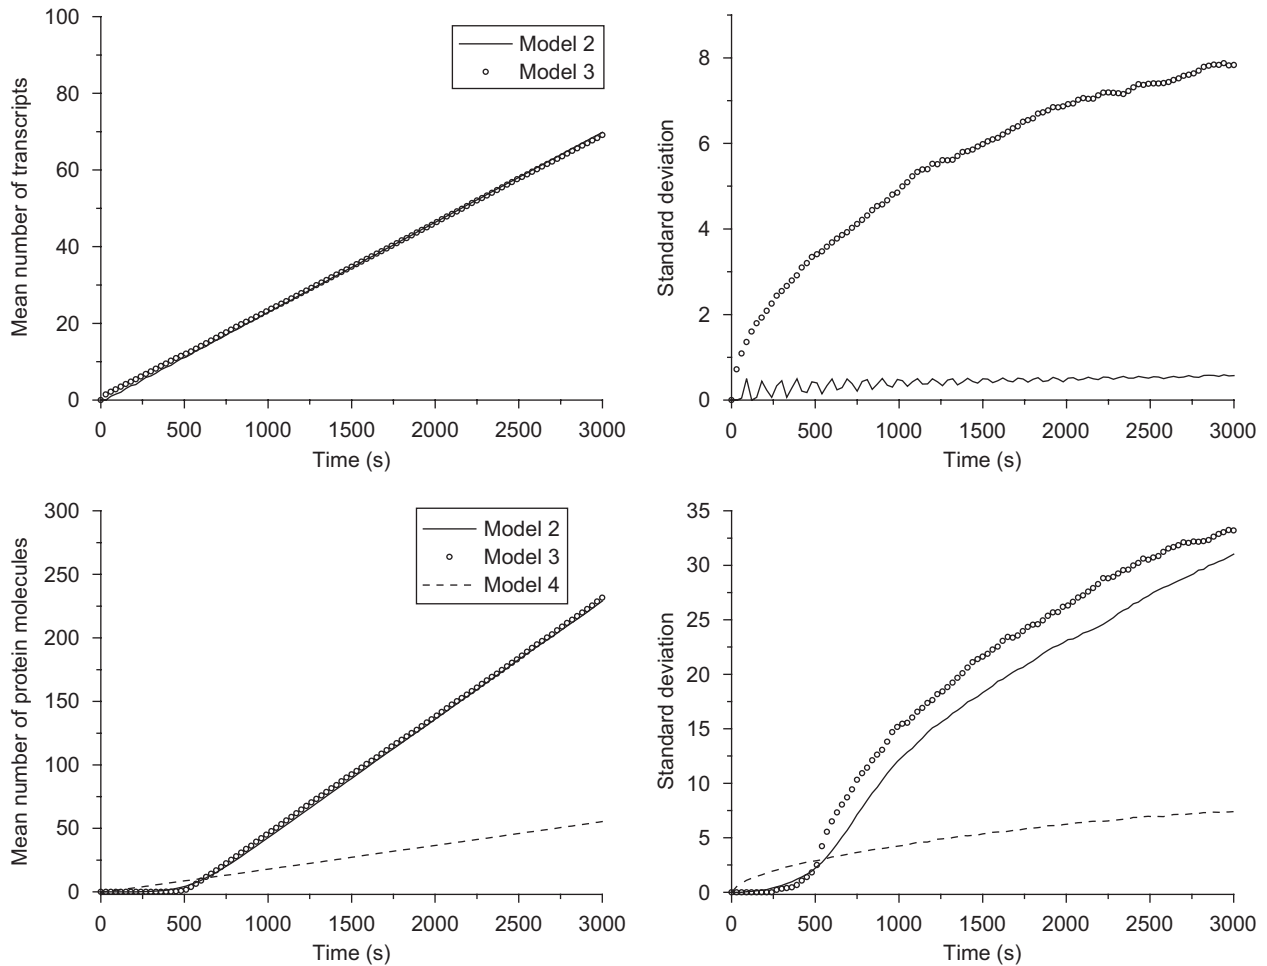 Mean number of transcripts
100
80
60
40
20
0
0 500 1000 1500 2000 2500 3000
Time (s)
Model 2
Model 3
Standard deviation
8
6
4
2
0
0 500 1000 1500 2000 2500 3000
Time (s)
Mean number of protein molecules
300
250
200
150
100
50
0
0 500 1000 1500 2000 2500 3000
Time (s)
Model 2
Model 3
Model 4
Standard deviation
35
30
25
20
15
10
5
0
0 500 1000 1500 2000 2500 3000
Time (s)